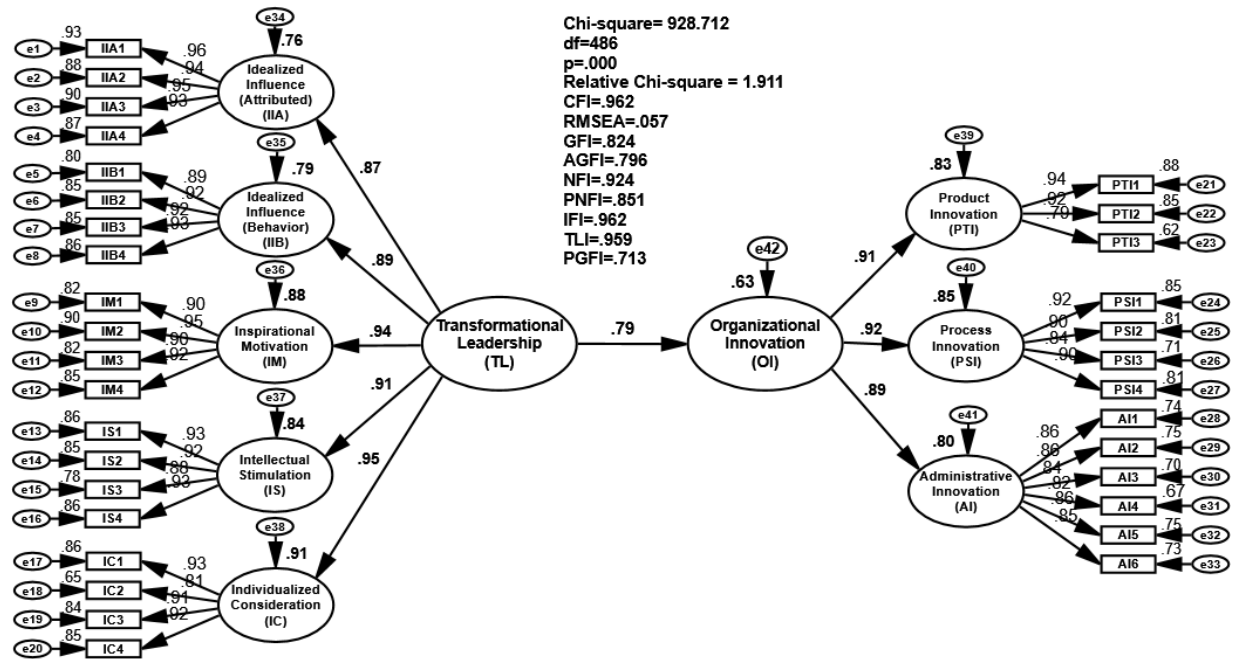 Chi-square= 928.712
df=486
p=.000
Relative Chi-square = 1.911
CFI=.962
RMSEA=.057
GFI=.824
AGFI=.796
NFI=.924
PNFI=.851
IFI=.962
TLI=.959
PGFI=.713
e34
.76
Idealized
Influence
(Attributed)
(IIA)
e1 .93 IIA1 .96
e2 .88 IIA2 .94
e3 .90 IIA3 .95
e4 .87 IIA4 .93
.87
e35
.79
Idealized
Influence
(Behavior)
(IIB)
e5 .80 IIB1 .89
e6 .85 IIB2 .92
e7 .85 IIB3 .92
e8 .86 IIB4 .93
.89
e36
.88
Inspirational
Motivation
(IM)
e9 .82 IM1 .90
e10 .90 IM2 .95
e11 .82 IM3 .90
e12 .85 IM4 .92
.94
e37
.84
Intellectual
Stimulation
(IS)
e13 .86 IS1 .93
e14 .85 IS2 .92
e15 .78 IS3 .88
e16 .86 IS4 .93
.91
e38
.91
Individualized
Consideration
(IC)
e17 .86 IC1 .93
e18 .65 IC2 .81
e19 .84 IC3 .91
e20 .85 IC4 .92
.95
Transformational
Leadership
(TL)
.79
e42
.63
Organizational
Innovation
(OI)
.91
e39
.83
Product
Innovation
(PTI)
.94 PTI1 .88 e21
.92 PTI2 .85 e22
.79 PTI3 .62 e23
.92
e40
.85
Process
Innovation
(PSI)
.92 PSI1 .85 e24
.90 PSI2 .81 e25
.84 PSI3 .71 e26
.90 PSI4 .81 e27
.89
e41
.80
Administrative
Innovation
(AI)
.86 AI1 .74 e28
.86 AI2 .75 e29
.84 AI3 .70 e30
.82 AI4 .67 e31
.86 AI5 .75 e32
.85 AI6 .73 e33